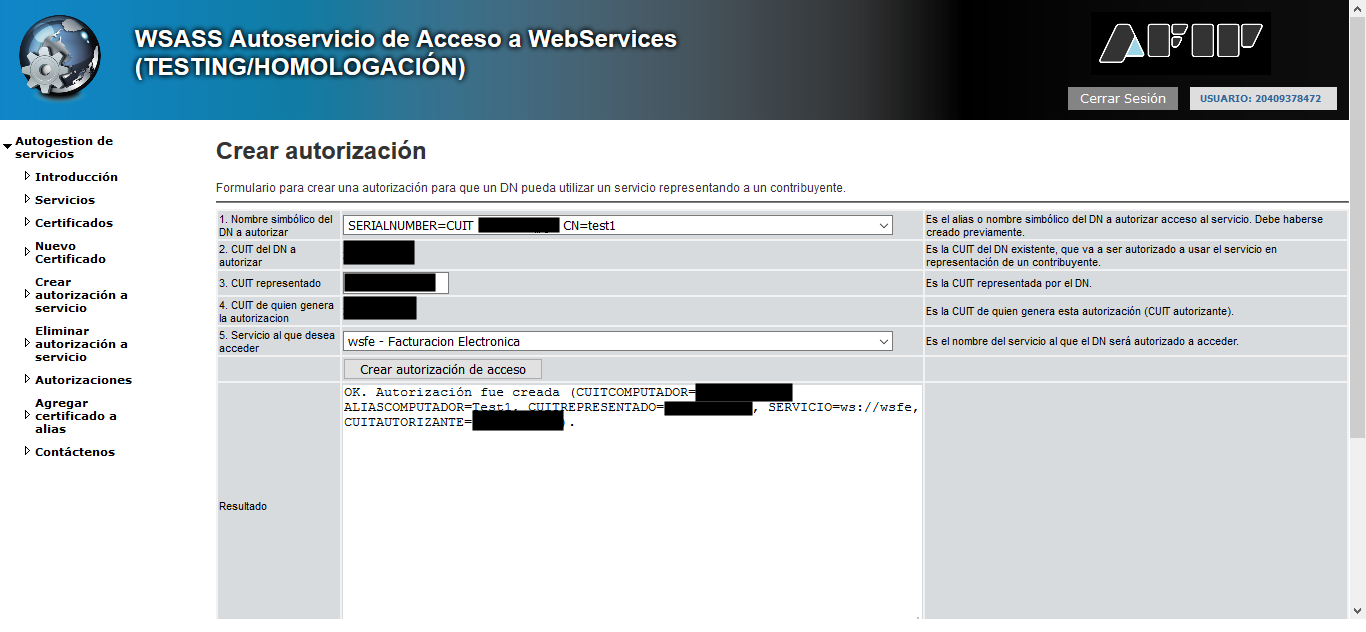 WSASS Autoservicio de Acceso a WebServices
(TESTING/HOMOLOGACIÓN)
AFIP
Cerrar Sesión
USUARIO: 20409378472
Autogestion de
servicios
Introducción
Servicios
Certificados
Nuevo
Certificado
Crear
autorización a
servicio
Eliminar
autorización a
servicio
Autorizaciones
Agregar
certificado a
alias
Contáctenos
Crear autorización
Formulario para crear una autorización para que un DN pueda utilizar un servicio representando a un contribuyente.
1. Nombre simbólico del
DN a autorizar
SERIALNUMBER=CUIT CN=test1
Es el alias o nombre simbólico del DN a autorizar acceso al servicio. Debe haberse
creado previamente.
2. CUIT del DN a
autorizar
Es la CUIT del DN existente, que va a ser autorizado a usar el servicio en
representación de un contribuyente.
3. CUIT representado
Es la CUIT representada por el DN.
4. CUIT de quien genera
la autorizacion
Es la CUIT de quien genera esta autorización (CUIT autorizante).
5. Servicio al que desea
acceder
wsfe - Facturacion Electronica
Es el nombre del servicio al que el DN será autorizado a acceder.
Crear autorización de acceso
Resultado
OK. Autorización fue creada (CUITCOMPUTADOR=
ALIASCOMPUTADOR=Test1, CUITREPRESENTADO= , SERVICIO=ws://wsfe,
CUITAUTORIZANTE= ).